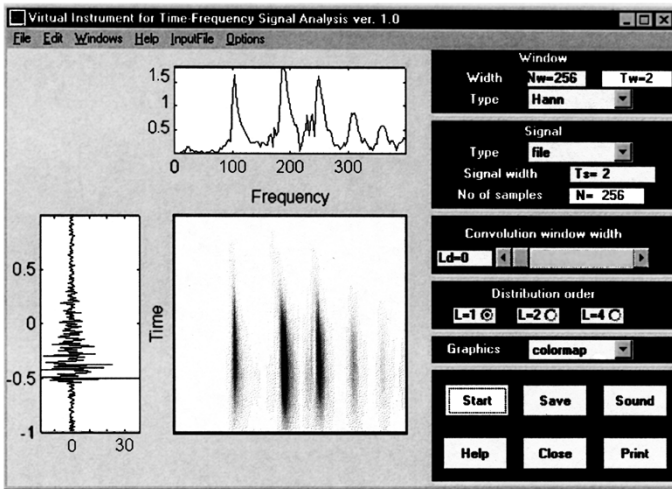 Virtual Instrument for Time-Frequency Signal Analysis ver. 1.0
File Edit Windows Help InputFile Options
1.5
1
0.5
0 100 200 300
Frequency
0.5
0
-0.5
-1
0 30
Time
Window
Width Nw=256 Tw=2
Type Hann
Signal
Type file
Signal width Ts= 2
No of samples N= 256
Convolution window width
Ld=0
Distribution order
L=1 L=2 L=4
Graphics colormap
Start Save Sound
Help Close Print